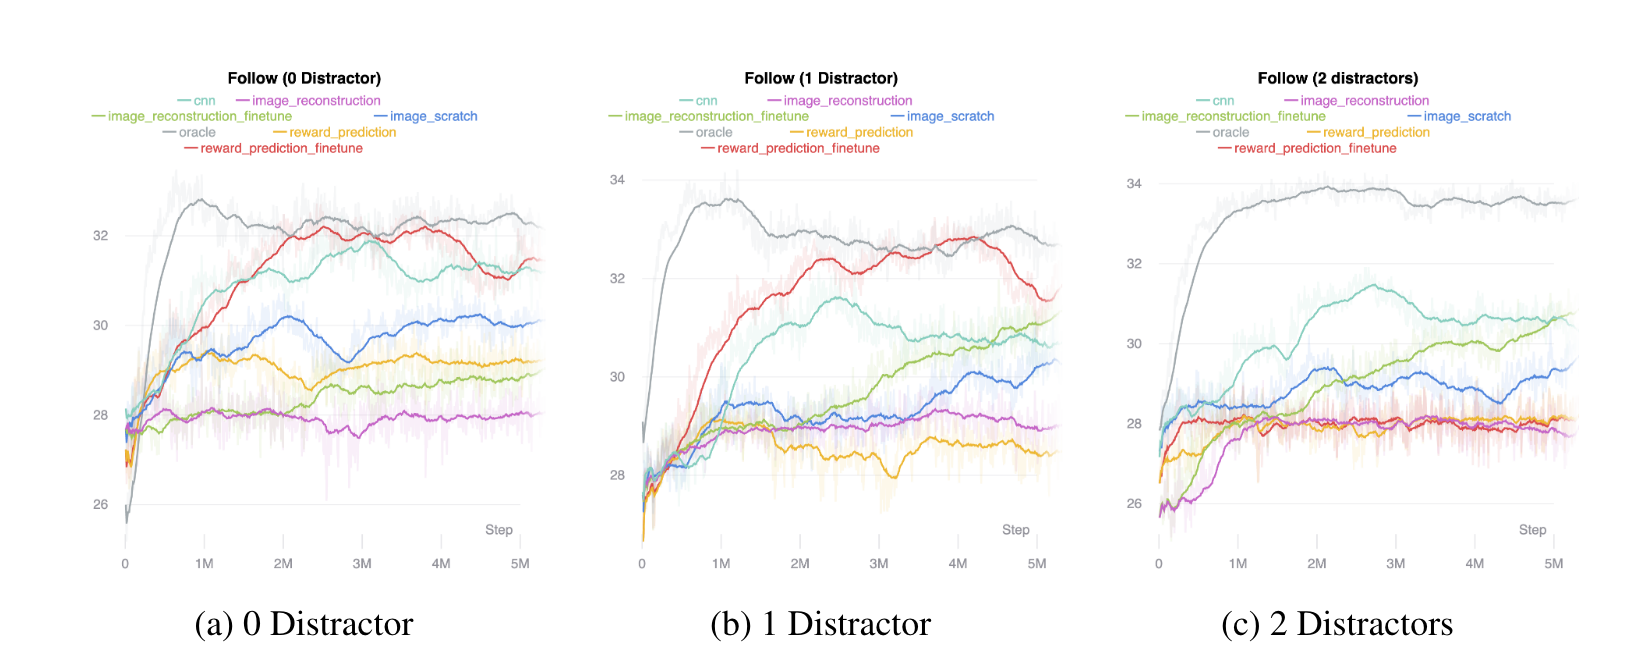 Follow (0 Distractor)
cnn image_reconstruction
image_reconstruction_finetune image_scratch
oracle reward_prediction
reward_prediction_finetune
32
30
28
26
Step
0 1M 2M 3M 4M 5M
(a) 0 Distractor
Follow (1 Distractor)
cnn image_reconstruction
image_reconstruction_finetune image_scratch
oracle reward_prediction
reward_prediction_finetune
34
32
30
28
Step
0 1M 2M 3M 4M 5M
(b) 1 Distractor
Follow (2 distractors)
cnn image_reconstruction
image_reconstruction_finetune image_scratch
oracle reward_prediction
reward_prediction_finetune
34
32
30
28
26
Step
0 1M 2M 3M 4M 5M
(c) 2 Distractors